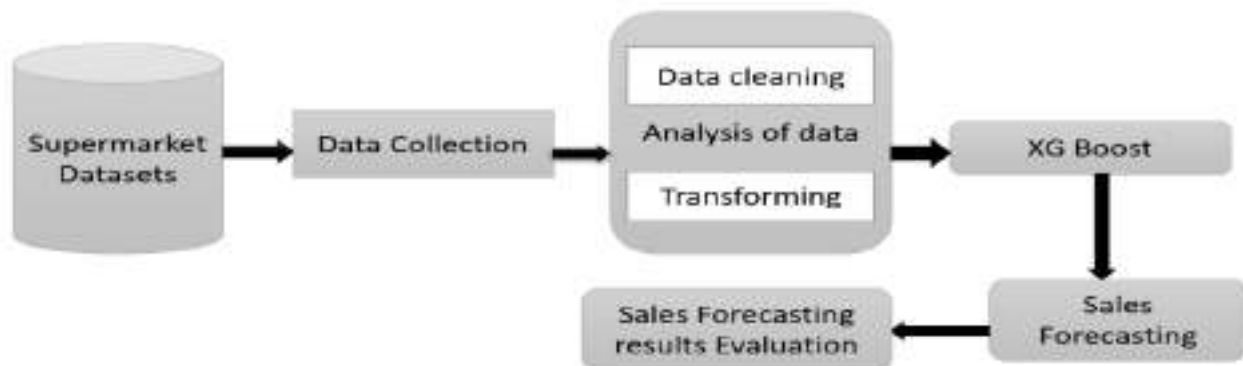 Supermarket
Datasets
Data Collection
Data cleaning
Analysis of data
Transforming
XG Boost
Sales
Forecasting
Sales Forecasting
results Evaluation